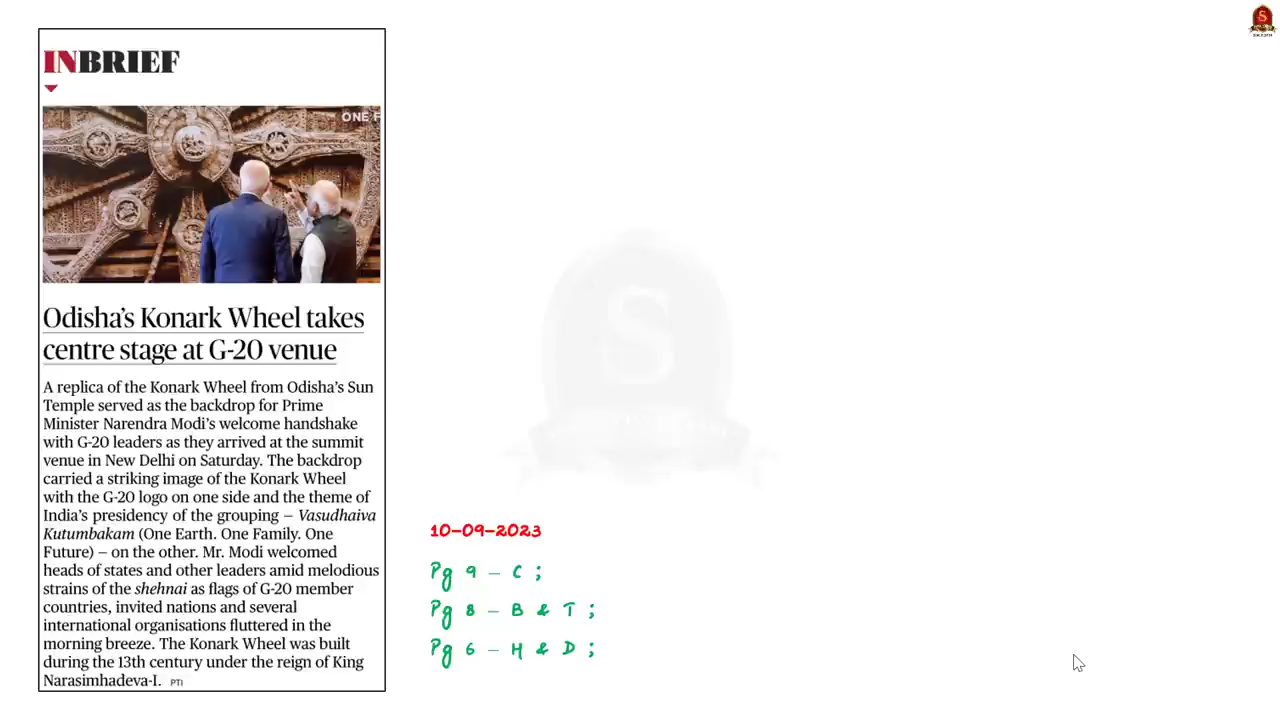 INBRIEF
ONE F
Odisha's Konark Wheel takes
centre stage at G-20 venue
A replica of the Konark Wheel from Odisha's Sun
Temple served as the backdrop for Prime
Minister Narendra Modi's welcome handshake
with G-20 leaders as they arrived at the summit
venue in New Delhi on Saturday. The backdrop
carried a striking image of the Konark Wheel
with the G-20 logo on one side and the theme of
India's presidency of the grouping – Vasudhaiva
Kutumbakam (One Earth. One Family. One
Future) – on the other. Mr. Modi welcomed
heads of states and other leaders amid melodious
strains of the shehnai as flags of G-20 member
countries, invited nations and several
international organisations fluttered in the
morning breeze. The Konark Wheel was built
during the 13th century under the reign of King
Narasimhadeva-I. PTI
10-09-2023
Pg 9 - C ;
Pg 8 - B & T ;
Pg 6 - H & D ;
S
S